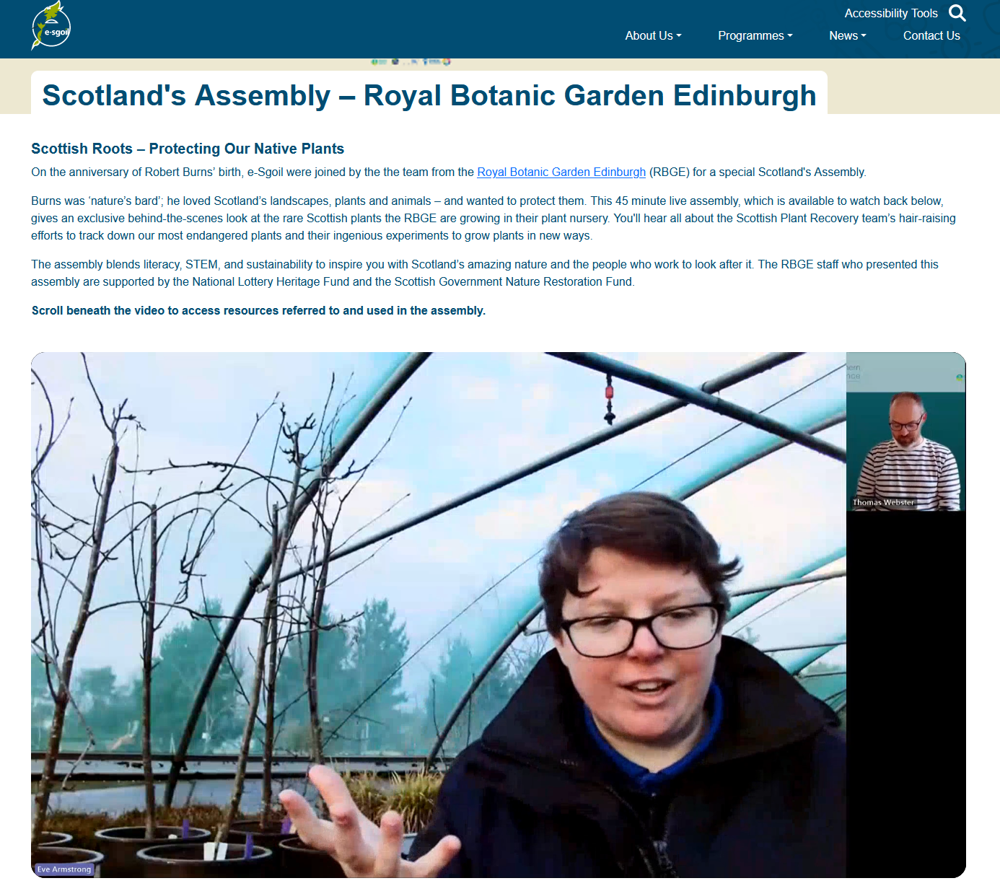 e-sgoil
Accessibility Tools
About Us
Programmes
News
Contact Us
Scotland's Assembly – Royal Botanic Garden Edinburgh
Scottish Roots – Protecting Our Native Plants
On the anniversary of Robert Burns’ birth, e-Sgoil were joined by the the team from the Royal Botanic Garden Edinburgh (RBGE) for a special Scotland's Assembly.
Burns was ‘nature’s bard’; he loved Scotland’s landscapes, plants and animals – and wanted to protect them. This 45 minute live assembly, which is available to watch back below,
gives an exclusive behind-the-scenes look at the rare Scottish plants the RBGE are growing in their plant nursery. You'll hear all about the Scottish Plant Recovery team’s hair-raising
efforts to track down our most endangered plants and their ingenious experiments to grow plants in new ways.
The assembly blends literacy, STEM, and sustainability to inspire you with Scotland’s amazing nature and the people who work to look after it. The RBGE staff who presented this
assembly are supported by the National Lottery Heritage Fund and the Scottish Government Nature Restoration Fund.
Scroll beneath the video to access resources referred to and used in the assembly.
Thomas Webster
Eve Armstrong